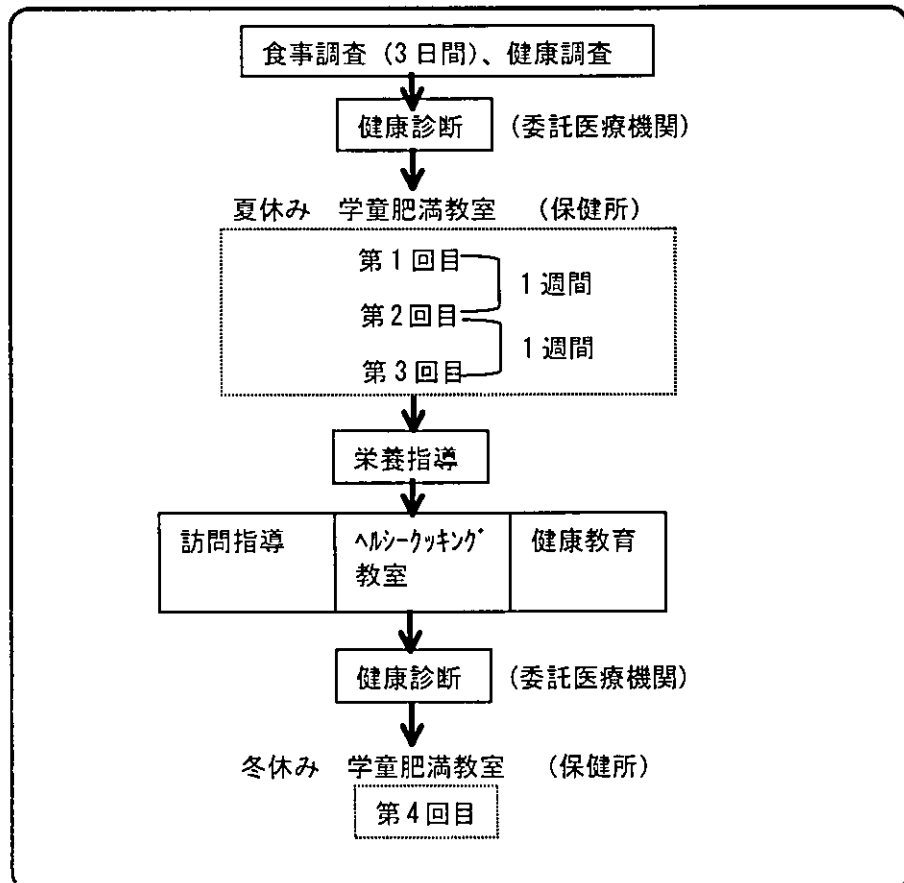 食事調査（3日間）、健康調査
健康診断 （委託医療機関）
夏休み 学童肥満教室 （保健所）
第1回目
1週間
第2回目
1週間
第3回目
栄養指導
訪問指導 ﾍﾙｼｰｸｯｷﾝｸﾞ 健康教育
教室
健康診断 （委託医療機関）
冬休み 学童肥満教室 （保健所）
第4回目